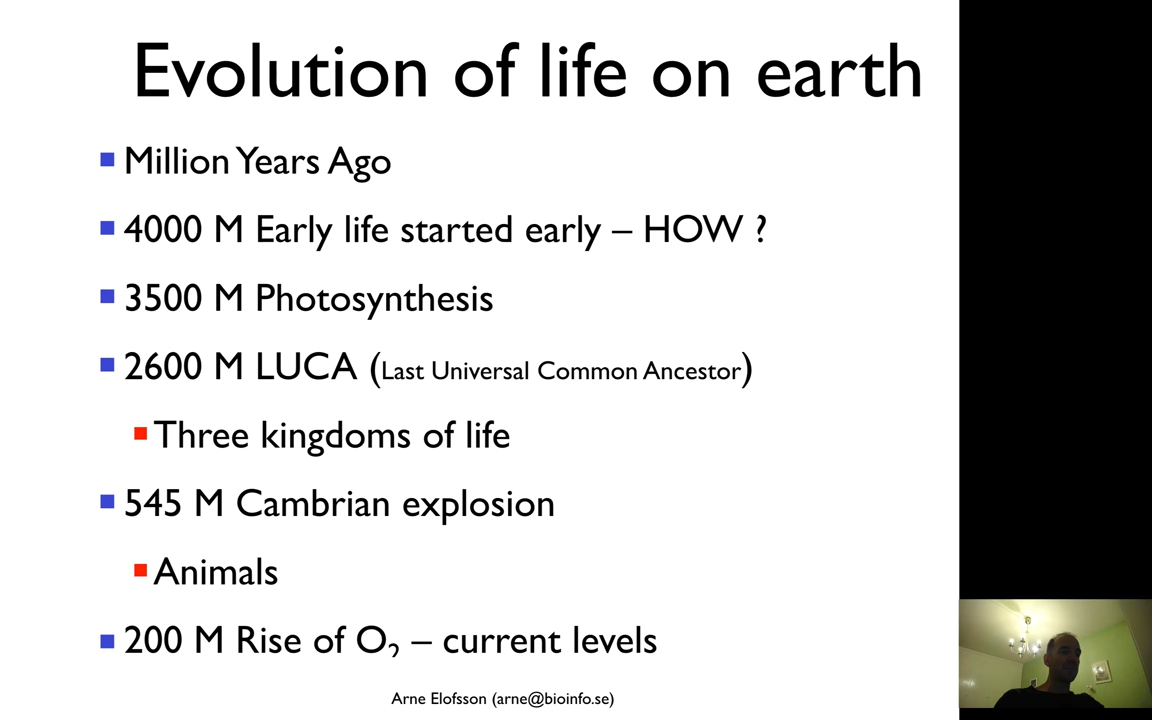 Evolution of life on earth
Million Years Ago
4000 M Early life started early – HOW ?
3500 M Photosynthesis
2600 M LUCA (Last Universal Common Ancestor)
Three kingdoms of life
545 M Cambrian explosion
Animals
200 M Rise of O₂ – current levels
Arne Elofsson (arne@bioinfo.se)